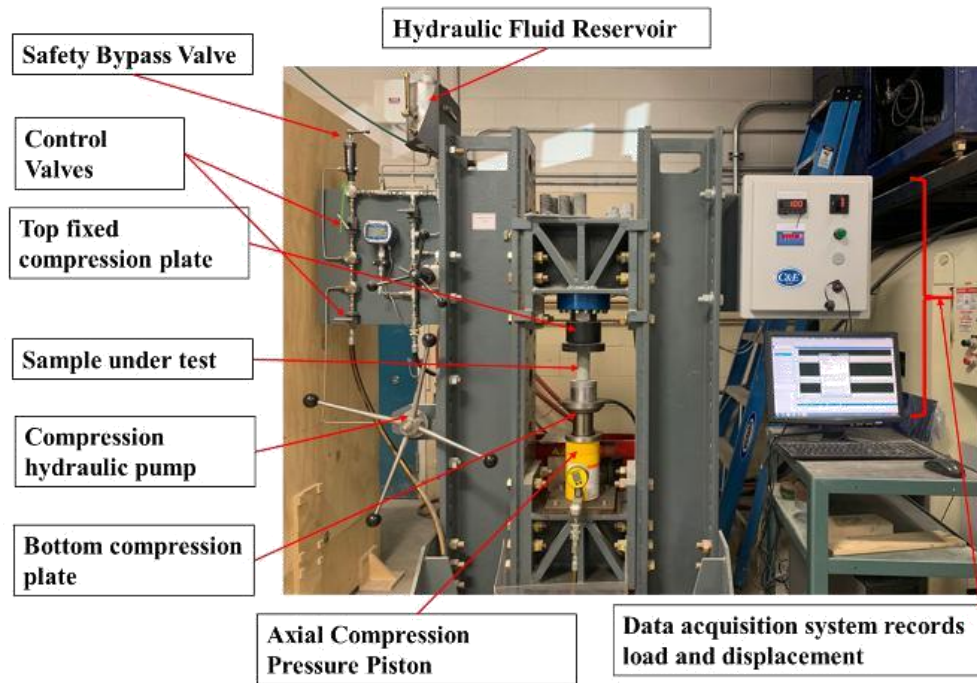 Hydraulic Fluid Reservoir
Safety Bypass Valve
Control
Valves
Top fixed
compression plate
Sample under test
Compression
hydraulic pump
Bottom compression
plate
Axial Compression
Pressure Piston
Data acquisition system records
load and displacement
100
C&E